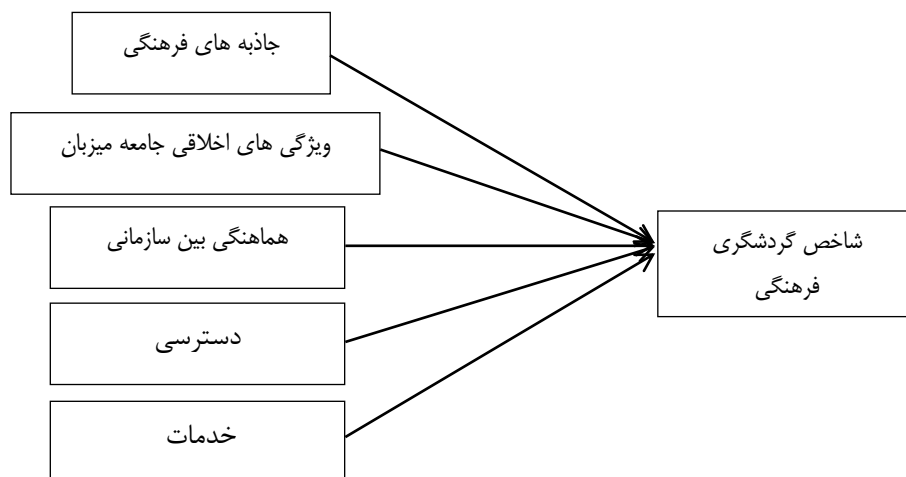 جاذبه های فرهنگی
ویژگی های اخلاقی جامعه میزبان
هماهنگی بین سازمانی
دسترسی
خدمات
شاخص گردشگری
فرهنگی